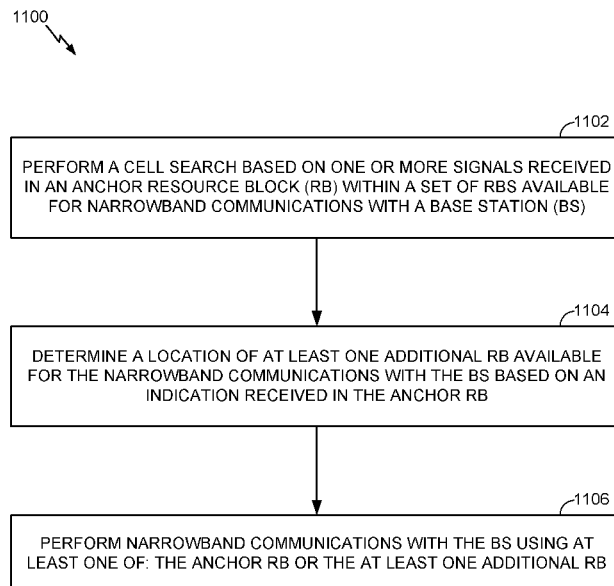 1100
1102
PERFORM A CELL SEARCH BASED ON ONE OR MORE SIGNALS RECEIVED
IN AN ANCHOR RESOURCE BLOCK (RB) WITHIN A SET OF RBS AVAILABLE
FOR NARROWBAND COMMUNICATIONS WITH A BASE STATION (BS)
1104
DETERMINE A LOCATION OF AT LEAST ONE ADDITIONAL RB AVAILABLE
FOR THE NARROWBAND COMMUNICATIONS WITH THE BS BASED ON AN
INDICATION RECEIVED IN THE ANCHOR RB
1106
PERFORM NARROWBAND COMMUNICATIONS WITH THE BS USING AT
LEAST ONE OF: THE ANCHOR RB OR THE AT LEAST ONE ADDITIONAL RB